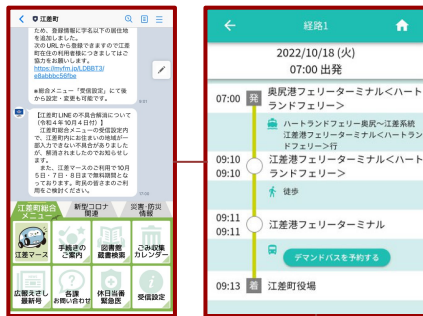 江差町
ため、登録情報に字名以下の居住地
を追加しました。
次のURLから登録できますので江差
町在住の利用者様につきましてはご
協力をお願いします。
https://myfm.jp/LDBBT3/
e8abbbc56fbe
※総合メニュー「受信設定」にて後
から設定・変更も可能です。
【江差町LINEの不具合解消について
(令和4年10月4日付)】
江差町総合メニューの受信設定内
で、江差町内にお住まいの地域が一
部入力できない不具合がありました
が、解消されましたのでお知らせし
ます。
また、江差マースのご利用で10月
5日・7日・8日まで無料期間とな
っております。町民の皆さまのご利
用をご検討ください。
江差町総合
メニュー
新型コロナ
関連
災害・防災
情報
江差マース
手続きの
ご案内
図書館
蔵書検索
ごみ収集
カレンダー
広報えさし
最新号
各課
お問い合わせ
休日当番
緊急医
受信設定
経路1
2022/10/18 (火)
07:00 出発
07:00 発 奥尻港フェリーターミナル<ハート
ランドフェリー>
ハートランドフェリー奥尻〜江差系統
江差港フェリーターミナル<ハートラン
ドフェリー>行
09:10 江差港フェリーターミナル<ハート
09:10 ランドフェリー>
徒歩
09:11 江差港フェリーターミナル
09:11
デマンドバスを予約する
09:13 着 江差町役場